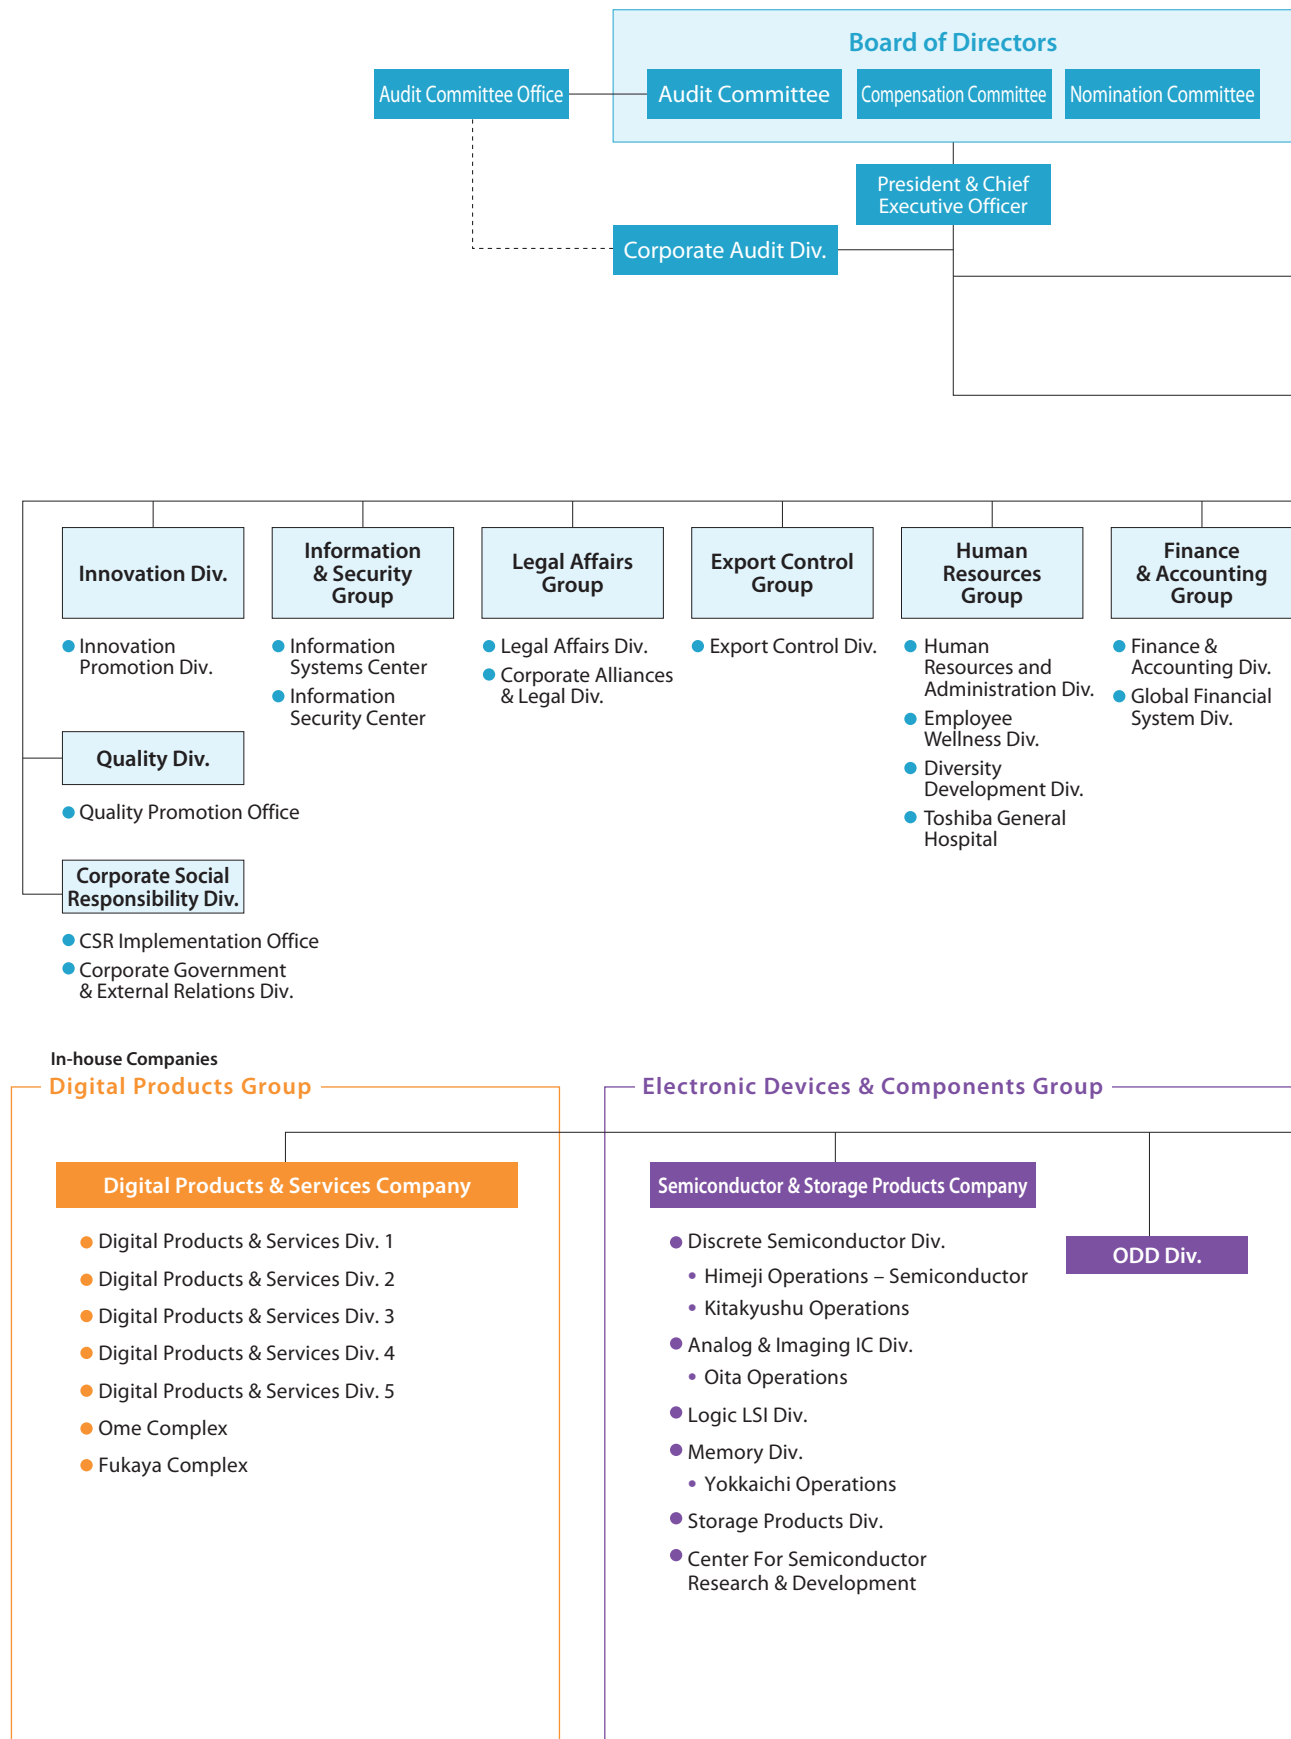 Board of Directors
Audit Committee Office
Audit Committee
Compensation Committee
Nomination Committee
President & Chief
Executive Officer
Corporate Audit Div.
Innovation Div.
Innovation
Promotion Div.
Quality Div.
Quality Promotion Office
Corporate Social
Responsibility Div.
CSR Implementation Office
Corporate Government
& External Relations Div.
Information
& Security
Group
Information
Systems Center
Information
Security Center
Legal Affairs
Group
Legal Affairs Div.
Corporate Alliances
& Legal Div.
Export Control
Group
Export Control Div.
Human
Resources
Group
Human
Resources and
Administration Div.
Employee
Wellness Div.
Diversity
Development Div.
Toshiba General
Hospital
Finance
& Accounting
Group
Finance &
Accounting Div.
Global Financial
System Div.
In-house Companies
Digital Products Group
Digital Products & Services Company
Digital Products & Services Div. 1
Digital Products & Services Div. 2
Digital Products & Services Div. 3
Digital Products & Services Div. 4
Digital Products & Services Div. 5
Ome Complex
Fukaya Complex
Electronic Devices & Components Group
Semiconductor & Storage Products Company
Discrete Semiconductor Div.
Himeji Operations – Semiconductor
Kitakyushu Operations
Analog & Imaging IC Div.
Oita Operations
Logic LSI Div.
Memory Div.
Yokkaichi Operations
Storage Products Div.
Center For Semiconductor
Research & Development
ODD Div.